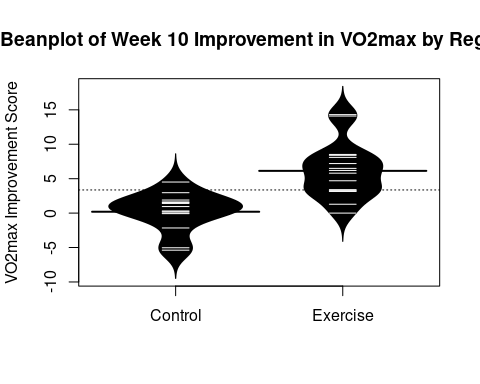 Beanplot of Week 10 Improvement in VO2max by Reg
VO2max Improvement Score
15
10
5
0
-5
-10
Control Exercise